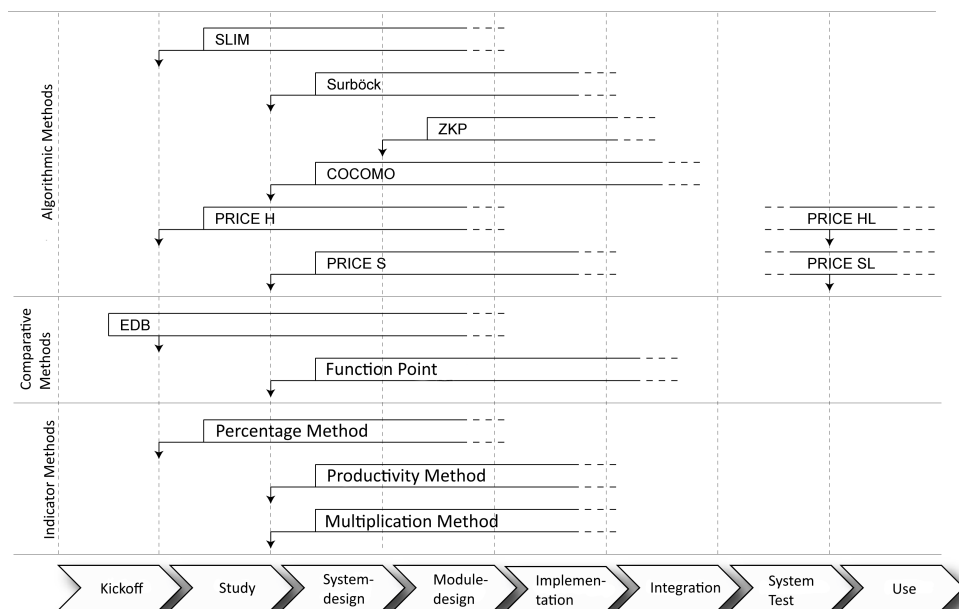 Algorithmic Methods
SLIM
Surböck
ZKP
COCOMO
PRICE H
PRICE HL
PRICE S
PRICE SL
Comparative
Methods
EDB
Function Point
Indicator Methods
Percentage Method
Productivity Method
Multiplication Method
Kickoff
Study
System-
design
Module-
design
Implemen-
tation
Integration
System
Test
Use